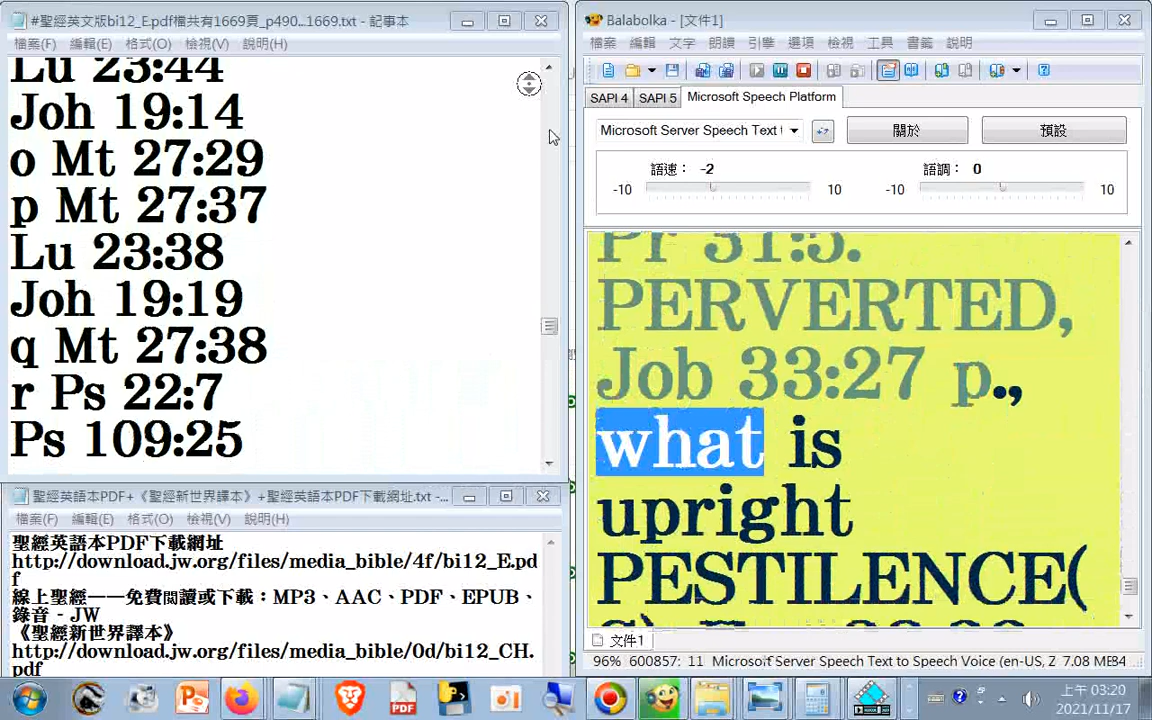 #聖經英文版bi12_E.pdf檔共有1669頁_p490...1669.txt - 記事本
檔案(F) 編輯(E) 格式(O) 檢視(V) 說明(H)
Lu 23:44
Joh 19:14
o Mt 27:29
p Mt 27:37
Lu 23:38
Joh 19:19
q Mt 27:38
r Ps 22:7
Ps 109:25
聖經英語本PDF+《聖經新世界譯本》+聖經英語本PDF下載網址.txt -...
檔案(F) 編輯(E) 格式(O) 檢視(V) 說明(H)
聖經英語本PDF下載網址
http://download.jw.org/files/media_bible/4f/bi12_E.pd
f
線上聖經——免費閱讀或下載：MP3、AAC、PDF、EPUB、
錄音 - JW
《聖經新世界譯本》
http://download.jw.org/files/media_bible/0d/bi12_CH.
pdf
Balabolka - [文件1]
檔案 編輯 文字 朗讀 引擎 選項 檢視 工具 書籤 說明
SAPI 4 SAPI 5 Microsoft Speech Platform
Microsoft Server Speech Text 關於 預設
語速： -2 語調： 0
-10 10 -10 10
Pr 31:5.
PERVERTED,
Job 33:27 p.,
what is
upright
PESTILENCE(
文件1
96% 600857: 11 Microsoft Server Speech Text to Speech Voice (en-US, Z 7.08 MB
上午 03:20
2021/11/17